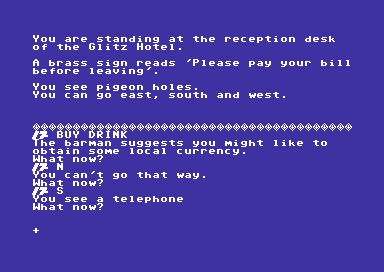 You are standing at the reception desk
of the Glitz Hotel.
A brass sign reads 'Please pay your bill
before leaving'.
You see pigeon holes.
You can go east, south and west.
BUY DRINK
The barman suggests you might like to
obtain some local currency.
What now?
N
You can't go that way.
What now?
S
You see a telephone
What now?
+